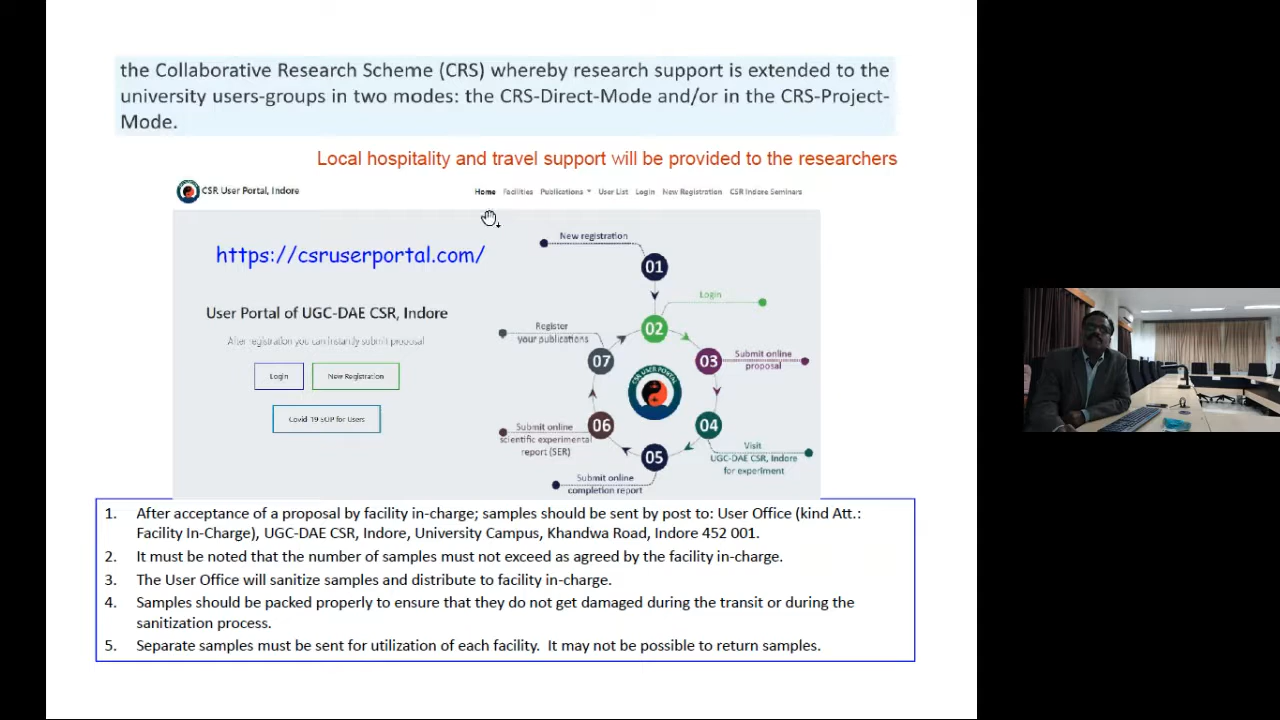 the Collaborative Research Scheme (CRS) whereby research support is extended to the
university users-groups in two modes: the CRS-Direct-Mode and/or in the CRS-Project-
Mode.
Local hospitality and travel support will be provided to the researchers
CSR User Portal, Indore
Home Facilities Publications User List Login New Registration CSR Indore Seminars
https://csruserportal.com/
User Portal of UGC-DAE CSR, Indore
After registration you can instantly submit proposal
Login
New Registration
Covid-19 SOP for Users
New registration
01
Login
02
03
Submit online
proposal
04
Visit
UGC-DAE CSR, Indore
for experiment
05
Submit online
completion report
06
Submit online
scientific experimental
report (SER)
07
Register
your publications
CSR USER PORTAL
1. After acceptance of a proposal by facility in-charge; samples should be sent by post to: User Office (kind Att.:
Facility In-Charge), UGC-DAE CSR, Indore, University Campus, Khandwa Road, Indore 452 001.
2. It must be noted that the number of samples must not exceed as agreed by the facility in-charge.
3. The User Office will sanitize samples and distribute to facility in-charge.
4. Samples should be packed properly to ensure that they do not get damaged during the transit or during the
sanitization process.
5. Separate samples must be sent for utilization of each facility. It may not be possible to return samples.